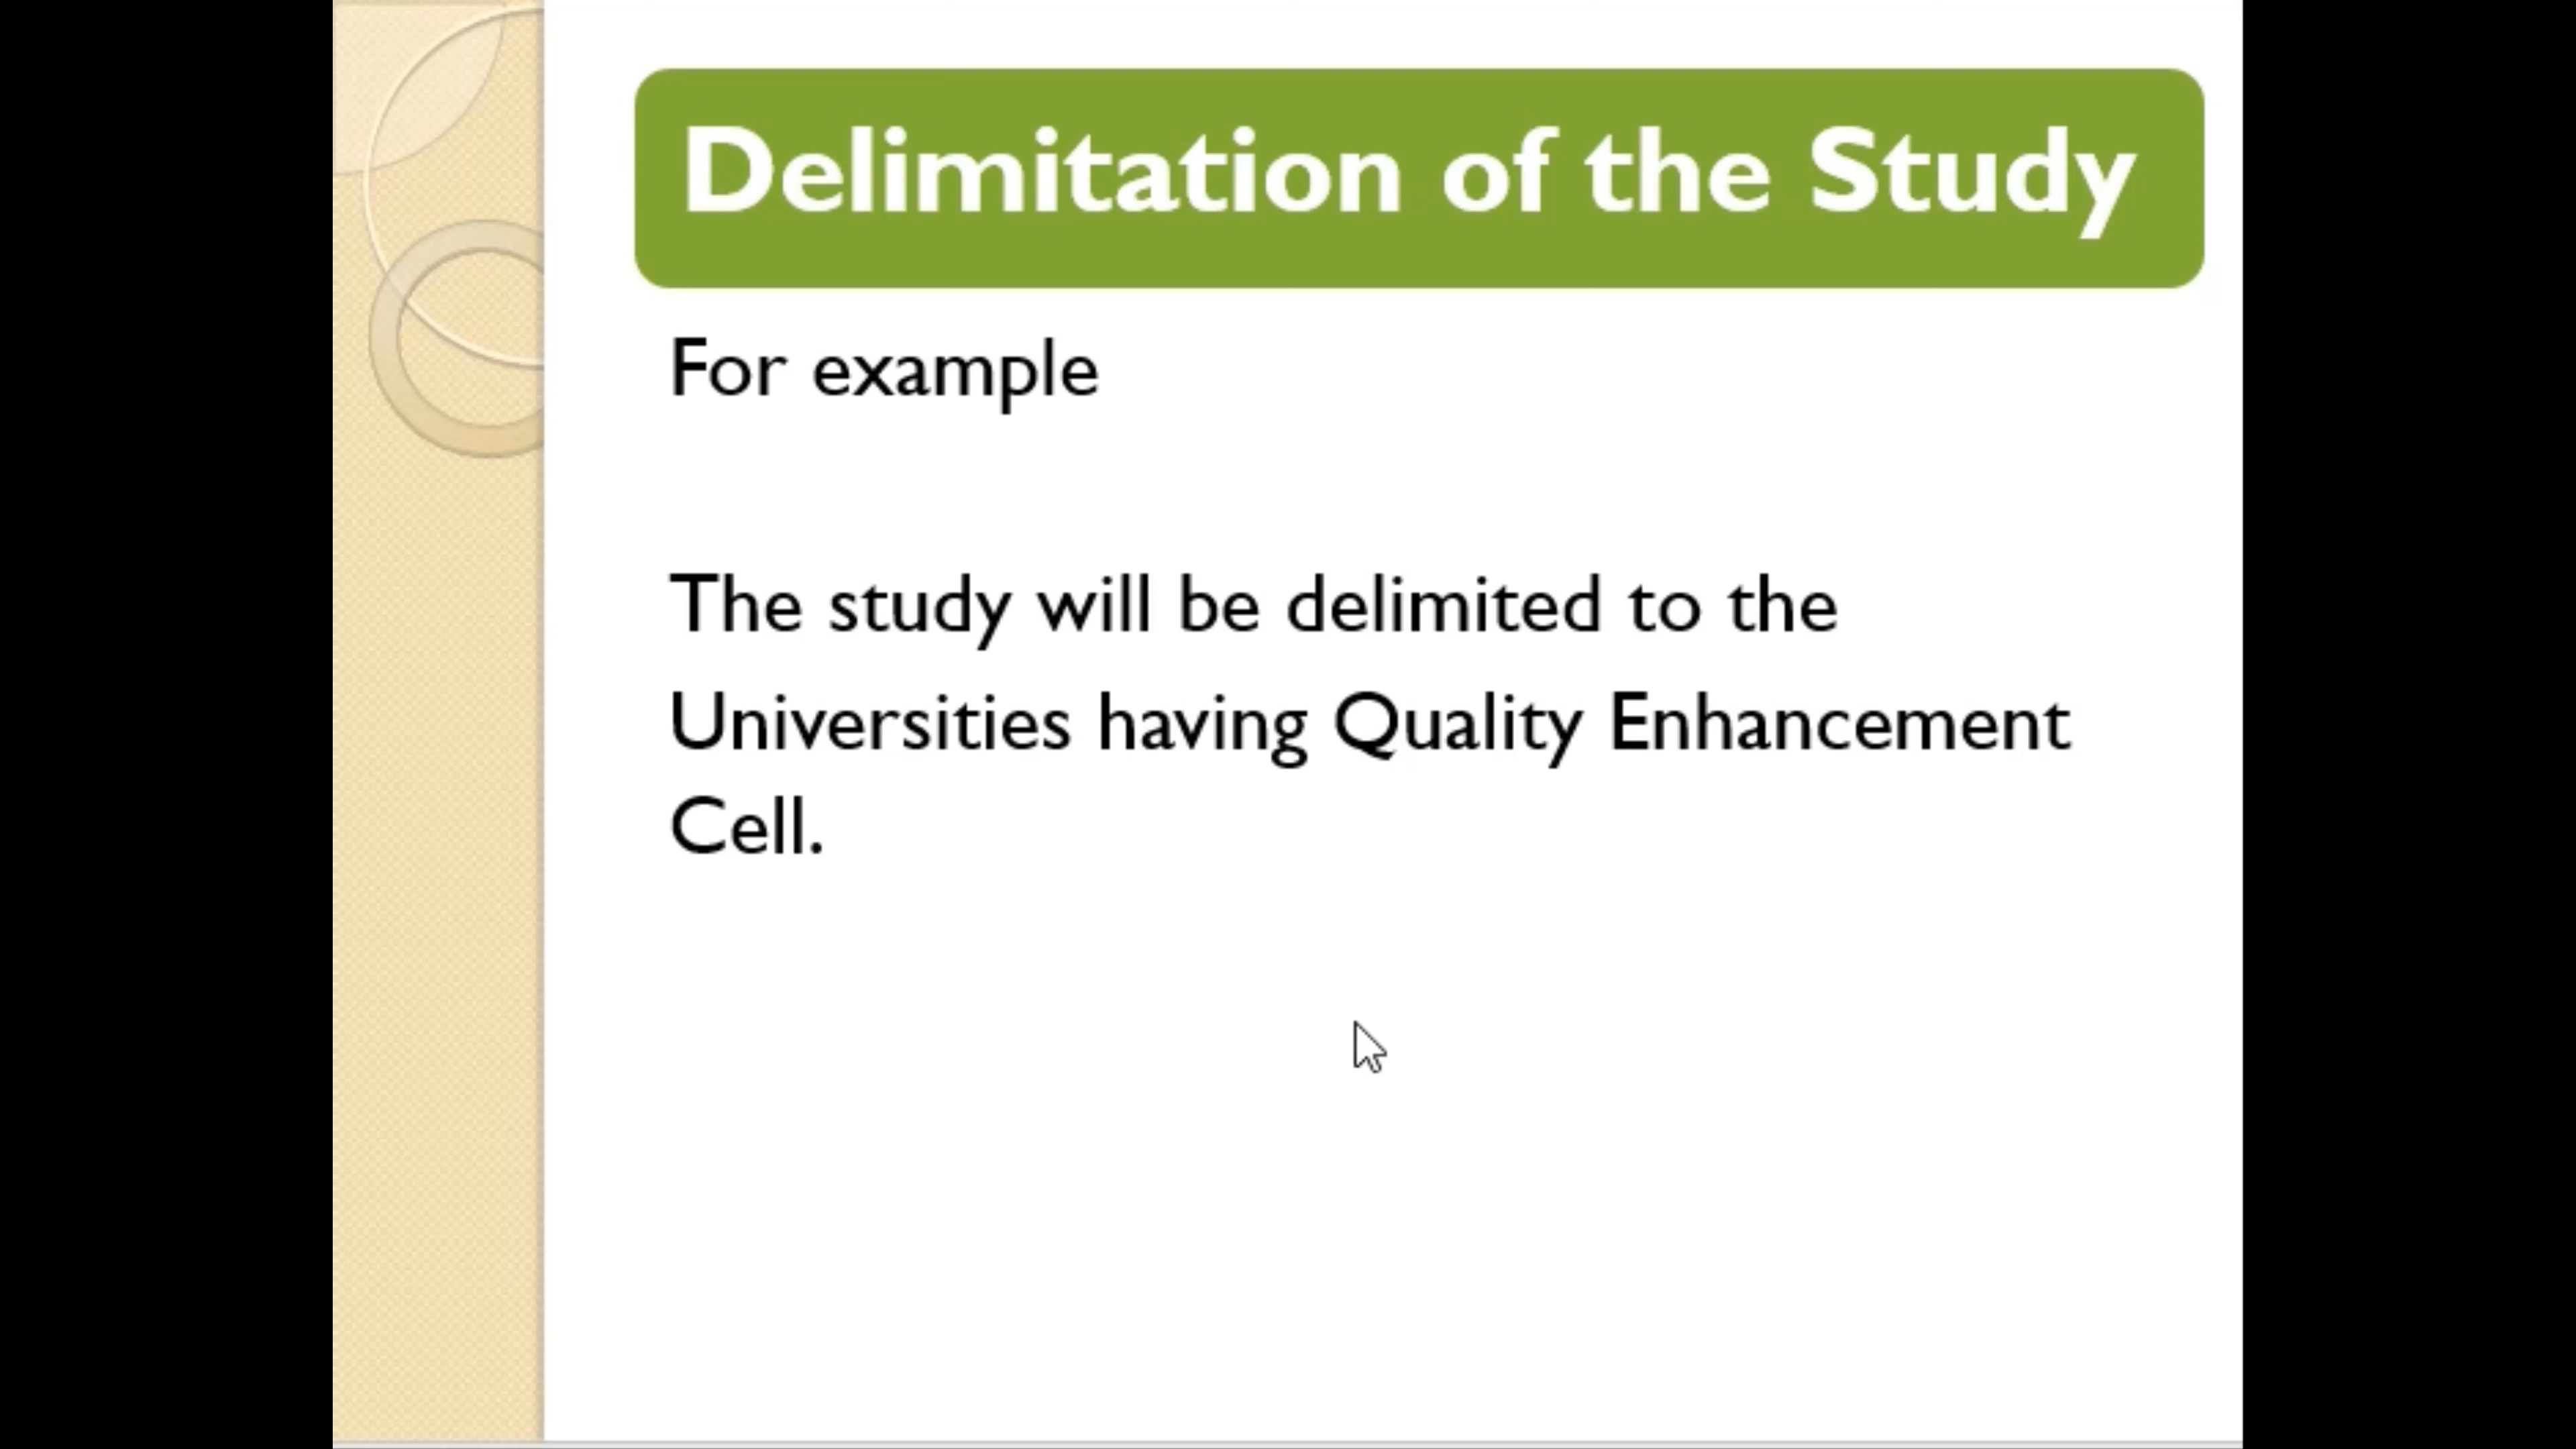 Delimitation of the Study
For example
The study will be delimited to the
Universities having Quality Enhancement
Cell.